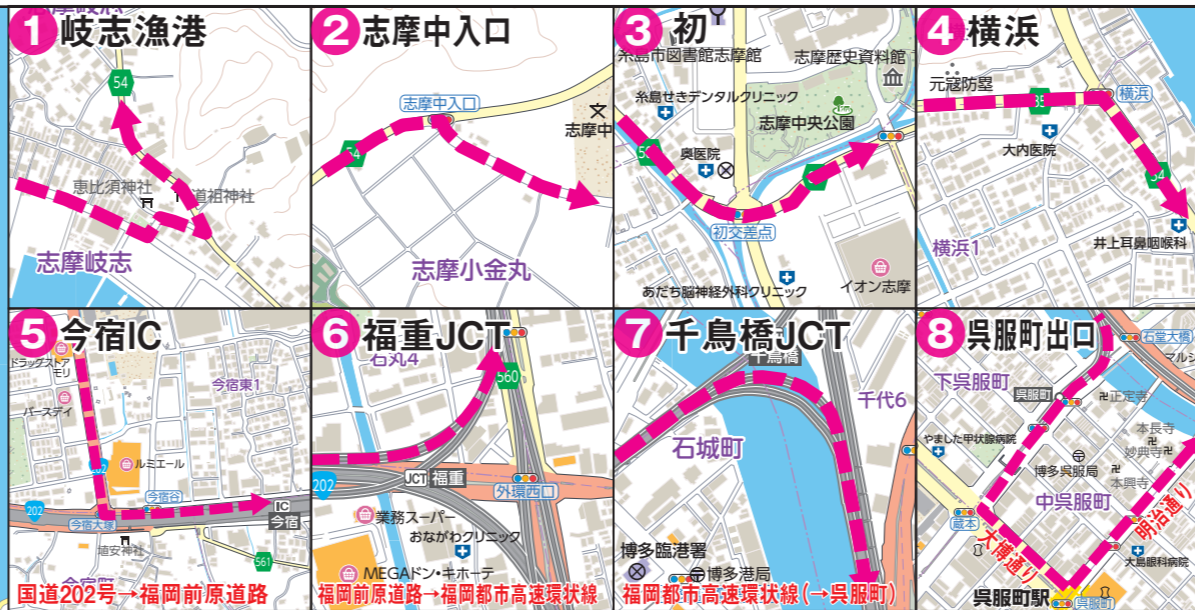 1 岐志漁港
54
恵比須神社
道祖神社
志摩岐志
2 志摩中入口
志摩中入口
54
志摩中
志摩小金丸
3 初
糸島市図書館志摩館
志摩歴史資料館
糸島せきデンタルクリニック
志摩中央公園
奥医院
初交差点
あだち脳神経外科クリニック
イオン志摩
4 横浜
元寇防塁
横浜
大内医院
54
横浜1
井上耳鼻咽喉科
5 今宿IC
ドラッグストア
モリ
今宿東1
バースデイ
ルミエール
202
202
今宿谷
IC
今宿
今宿大塚
埴安神社
561
国道202号→福岡前原道路
6 福重JCT
石丸4
560
JCT 福重
202
外環西口
業務スーパー
おながわクリニック
MEGAドン・キホーテ
福岡前原道路→福岡都市高速環状線
7 千鳥橋JCT
千鳥橋
千代6
石城町
博多臨港署
博多港局
福岡都市高速環状線(→呉服町)
8 呉服町出口
石堂大橋
下呉服町
呉服町
正定寺
やました甲状腺病院
本長寺
妙典寺
博多呉服局
本興寺
中呉服町
蔵本
大博通り
明治通り
大島眼科病院
呉服町駅
呉服町